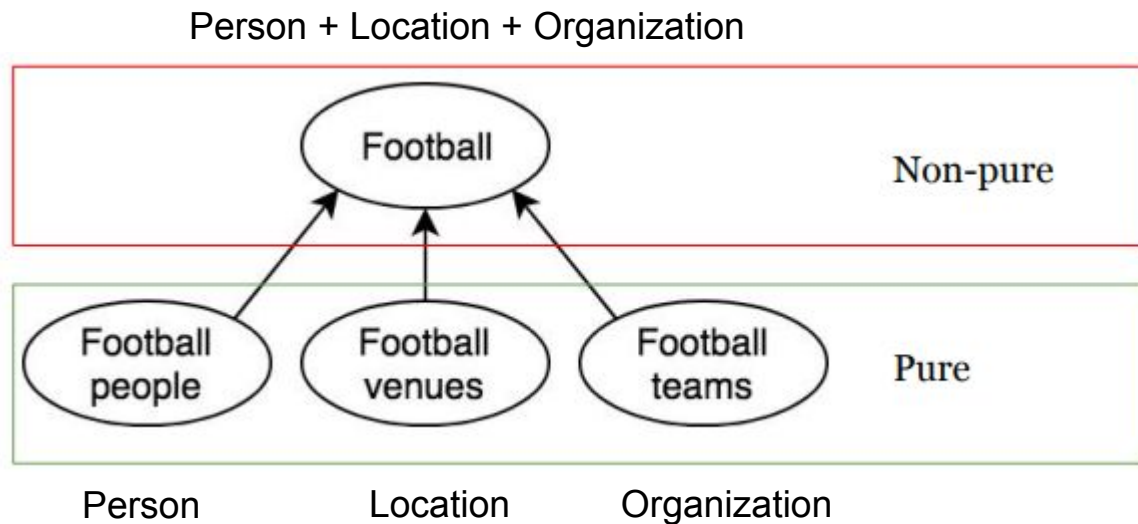 Person + Location + Organization
Football
Non-pure
Football
people
Football
venues
Football
teams
Pure
Person
Location
Organization